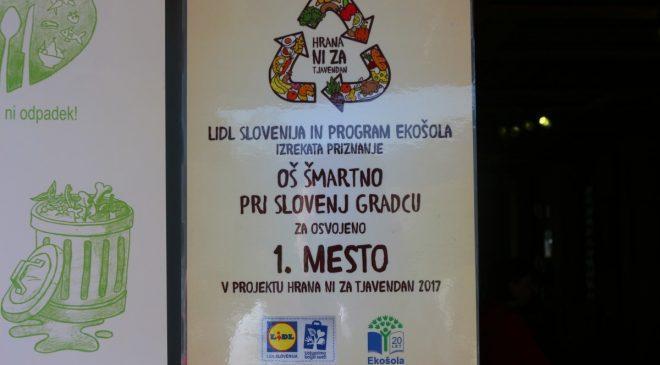 ni odpadek!
HRANA
NI ZA
TJAVENDAN
LIDL SLOVENIJA IN PROGRAM EKOŠOLA
IZREKATA PRIZNANJE
OŠ ŠMARTNO
PRI SLOVENJ GRADCU
ZA OSVOJENO
1. MESTO
V PROJEKTU HRANA NI ZA TJAVENDAN 2017
LIDL
LIDL SLOVENIJA
20
LET
Ekošola